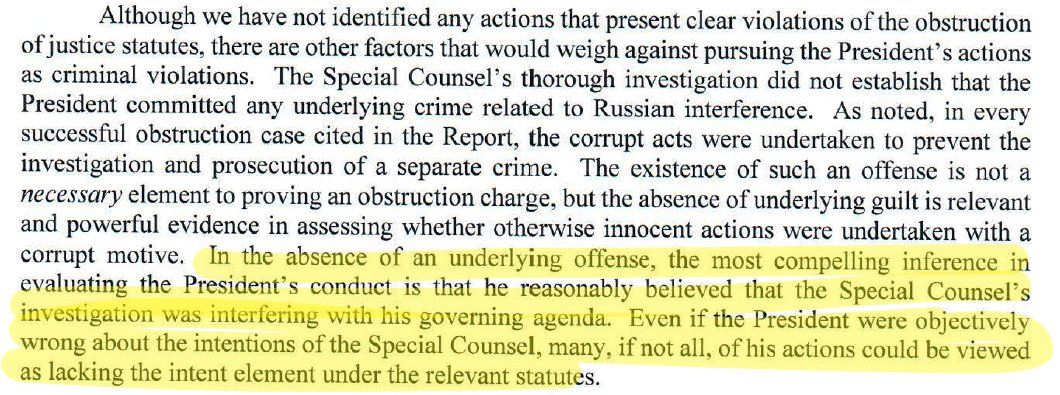 Although we have not identified any actions that present clear violations of the obstruction
of justice statutes, there are other factors that would weigh against pursuing the President's actions
as criminal violations. The Special Counsel's thorough investigation did not establish that the
President committed any underlying crime related to Russian interference. As noted, in every
successful obstruction case cited in the Report, the corrupt acts were undertaken to prevent the
investigation and prosecution of a separate crime. The existence of such an offense is not a
necessary element to proving an obstruction charge, but the absence of underlying guilt is relevant
and powerful evidence in assessing whether otherwise innocent actions were undertaken with a
corrupt motive. In the absence of an underlying offense, the most compelling inference in
evaluating the President's conduct is that he reasonably believed that the Special Counsel's
investigation was interfering with his governing agenda. Even if the President were objectively
wrong about the intentions of the Special Counsel, many, if not all, of his actions could be viewed
as lacking the intent element under the relevant statutes.